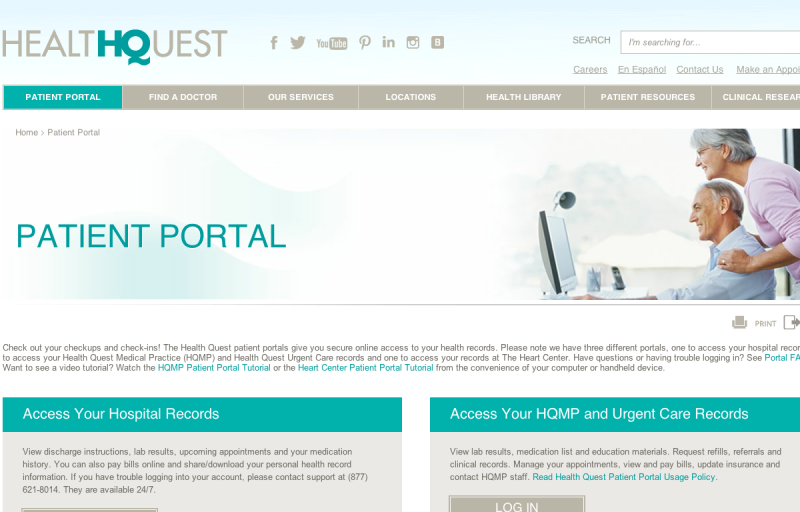 HEALTHQUEST
You Tube
SEARCH
I'm searching for...
Careers En Español Contact Us Make an Appoi
PATIENT PORTAL FIND A DOCTOR OUR SERVICES LOCATIONS HEALTH LIBRARY PATIENT RESOURCES CLINICAL RESEAR
Home > Patient Portal
PATIENT PORTAL
PRINT
Check out your checkups and check-ins! The Health Quest patient portals give you secure online access to your health records. Please note we have three different portals, one to access your hospital recor
to access your Health Quest Medical Practice (HQMP) and Health Quest Urgent Care records and one to access your records at The Heart Center. Have questions or having trouble logging in? See Portal FA
Want to see a video tutorial? Watch the HQMP Patient Portal Tutorial or the Heart Center Patient Portal Tutorial from the convenience of your computer or handheld device.
Access Your Hospital Records
View discharge instructions, lab results, upcoming appointments and your medication
history. You can also pay bills online and share/download your personal health record
information. If you have trouble logging into your account, please contact support at (877)
621-8014. They are available 24/7.
Access Your HQMP and Urgent Care Records
View lab results, medication list and education materials. Request refills, referrals and
clinical records. Manage your appointments, view and pay bills, update insurance and
contact HQMP staff. Read Health Quest Patient Portal Usage Policy.
LOG IN